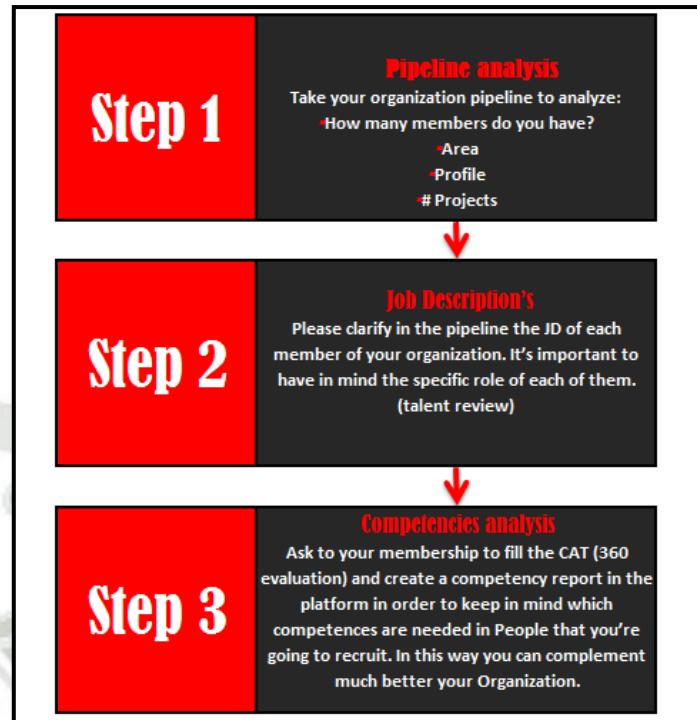 Step 1
Pipeline analysis
Take your organization pipeline to analyze:
•How many members do you have?
•Area
•Profile
•# Projects
Step 2
Job Description's
Please clarify in the pipeline the JD of each
member of your organization. It's important to
have in mind the specific role of each of them.
(talent review)
Step 3
Competencies analysis
Ask to your membership to fill the CAT (360
evaluation) and create a competency report in the
platform in order to keep in mind which
competences are needed in People that you're
going to recruit. In this way you can complement
much better your Organization.